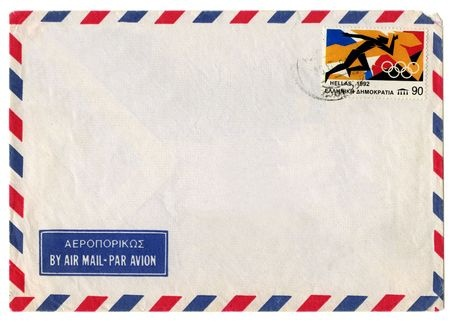 HELLAS 1992
ΕΛΛΗΝΙΚΗ ΔΗΜΟΚΡΑΤΙΑ 90
ΑΕΡΟΠΟΡΙΚΩΣ
BY AIR MAIL-PAR AVION